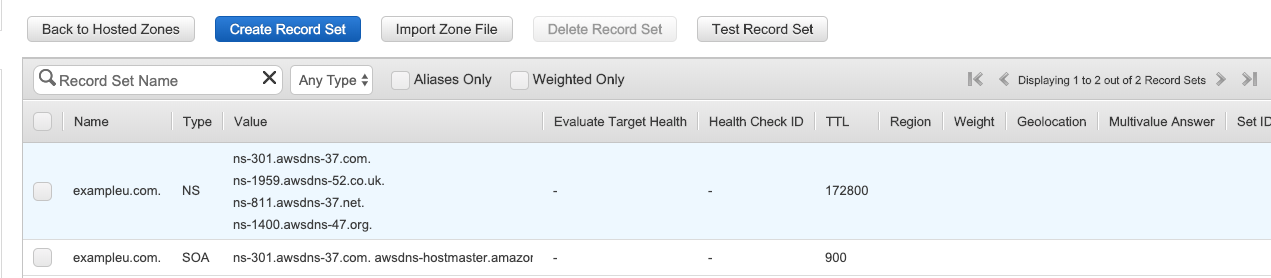 Back to Hosted Zones Create Record Set Import Zone File Delete Record Set Test Record Set
Record Set Name Any Type Aliases Only Weighted Only Displaying 1 to 2 out of 2 Record Sets
Name Type Value Evaluate Target Health Health Check ID TTL Region Weight Geolocation Multivalue Answer Set ID
ns-301.awsdns-37.com.
ns-1959.awsdns-52.co.uk.
exampleu.com. NS - - 172800
ns-811.awsdns-37.net.
ns-1400.awsdns-47.org.
exampleu.com. SOA ns-301.awsdns-37.com. awsdns-hostmaster.amazon - - 900